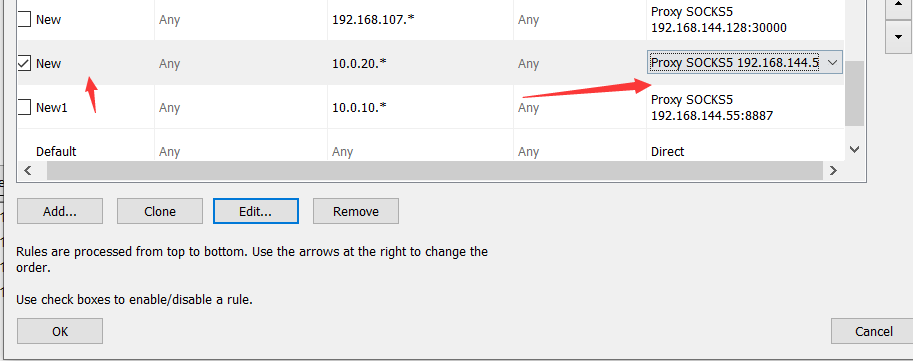 New Any 192.168.107.* Any Proxy SOCKS5
192.168.144.128:30000
New Any 10.0.20.* Any Proxy SOCKS5 192.168.144.5
New1 Any 10.0.10.* Any Proxy SOCKS5
192.168.144.55:8887
Default Any Any Any Direct
Add... Clone Edit... Remove
Rules are processed from top to bottom. Use the arrows at the right to change the
order.
Use check boxes to enable/disable a rule.
OK Cancel